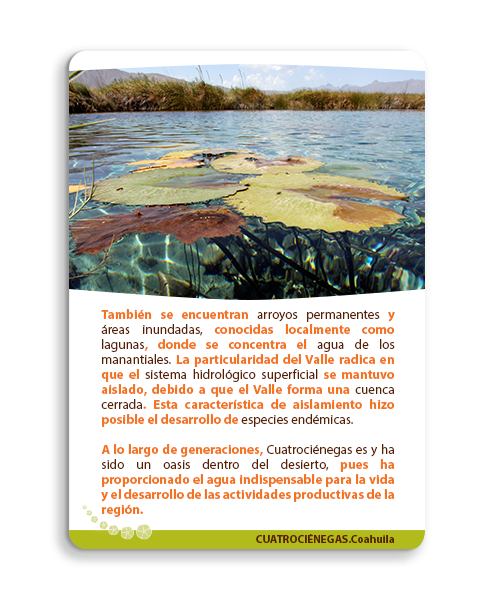 También se encuentran arroyos permanentes y
áreas inundadas, conocidas localmente como
lagunas, donde se concentra el agua de los
manantiales. La particularidad del Valle radica en
que el sistema hidrológico superficial se mantuvo
aislado, debido a que el Valle forma una cuenca
cerrada. Esta característica de aislamiento hizo
posible el desarrollo de especies endémicas.
A lo largo de generaciones, Cuatrociénegas es y ha
sido un oasis dentro del desierto, pues ha
proporcionado el agua indispensable para la vida
y el desarrollo de las actividades productivas de la
región.
CUATROCIÉNEGAS.Coahuila